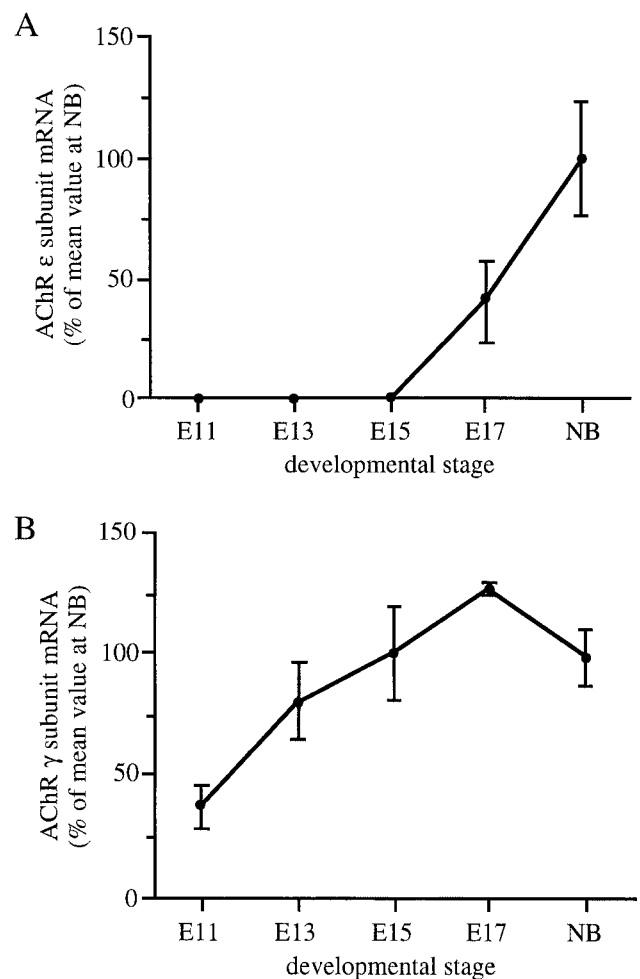 A
AChR ε subunit mRNA
(% of mean value at NB)
150
100
50
0
E11 E13 E15 E17 NB
developmental stage
B
AChR γ subunit mRNA
(% of mean value at NB)
150
100
50
0
E11 E13 E15 E17 NB
developmental stage